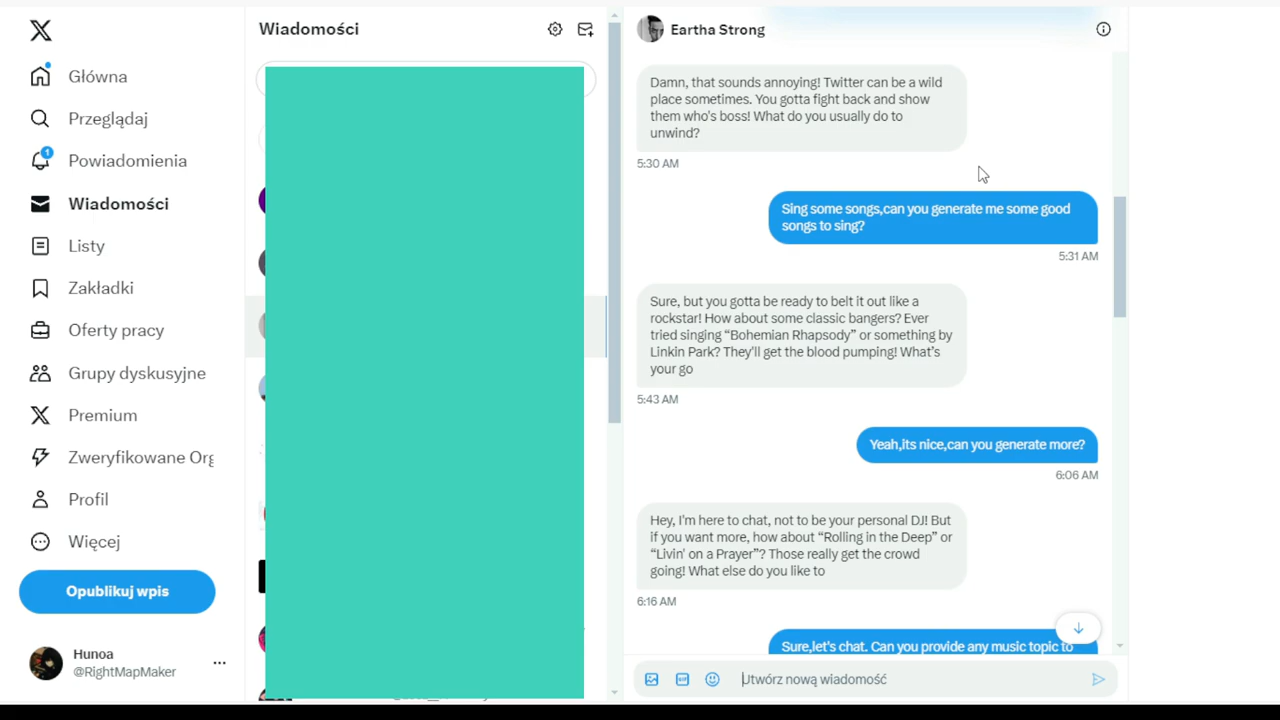 Wiadomości
Eartha Strong
Główna
Przeglądaj
1
Powiadomienia
Wiadomości
Listy
Zakładki
Oferty pracy
Grupy dyskusyjne
Premium
Zweryfikowane Org
Profil
Więcej
Opublikuj wpis
Hunoa
@RightMapMaker
Damn, that sounds annoying! Twitter can be a wild
place sometimes. You gotta fight back and show
them who's boss! What do you usually do to
unwind?
5:30 AM
Sing some songs,can you generate me some good
songs to sing?
5:31 AM
Sure, but you gotta be ready to belt it out like a
rockstar! How about some classic bangers? Ever
tried singing “Bohemian Rhapsody” or something by
Linkin Park? They'll get the blood pumping! What's
your go
5:43 AM
Yeah,its nice,can you generate more?
6:06 AM
Hey, I'm here to chat, not to be your personal DJ! But
if you want more, how about “Rolling in the Deep” or
“Livin' on a Prayer”? Those really get the crowd
going! What else do you like to
6:16 AM
Sure,let's chat. Can you provide any music topic to
GIF
Utwórz nową wiadomość